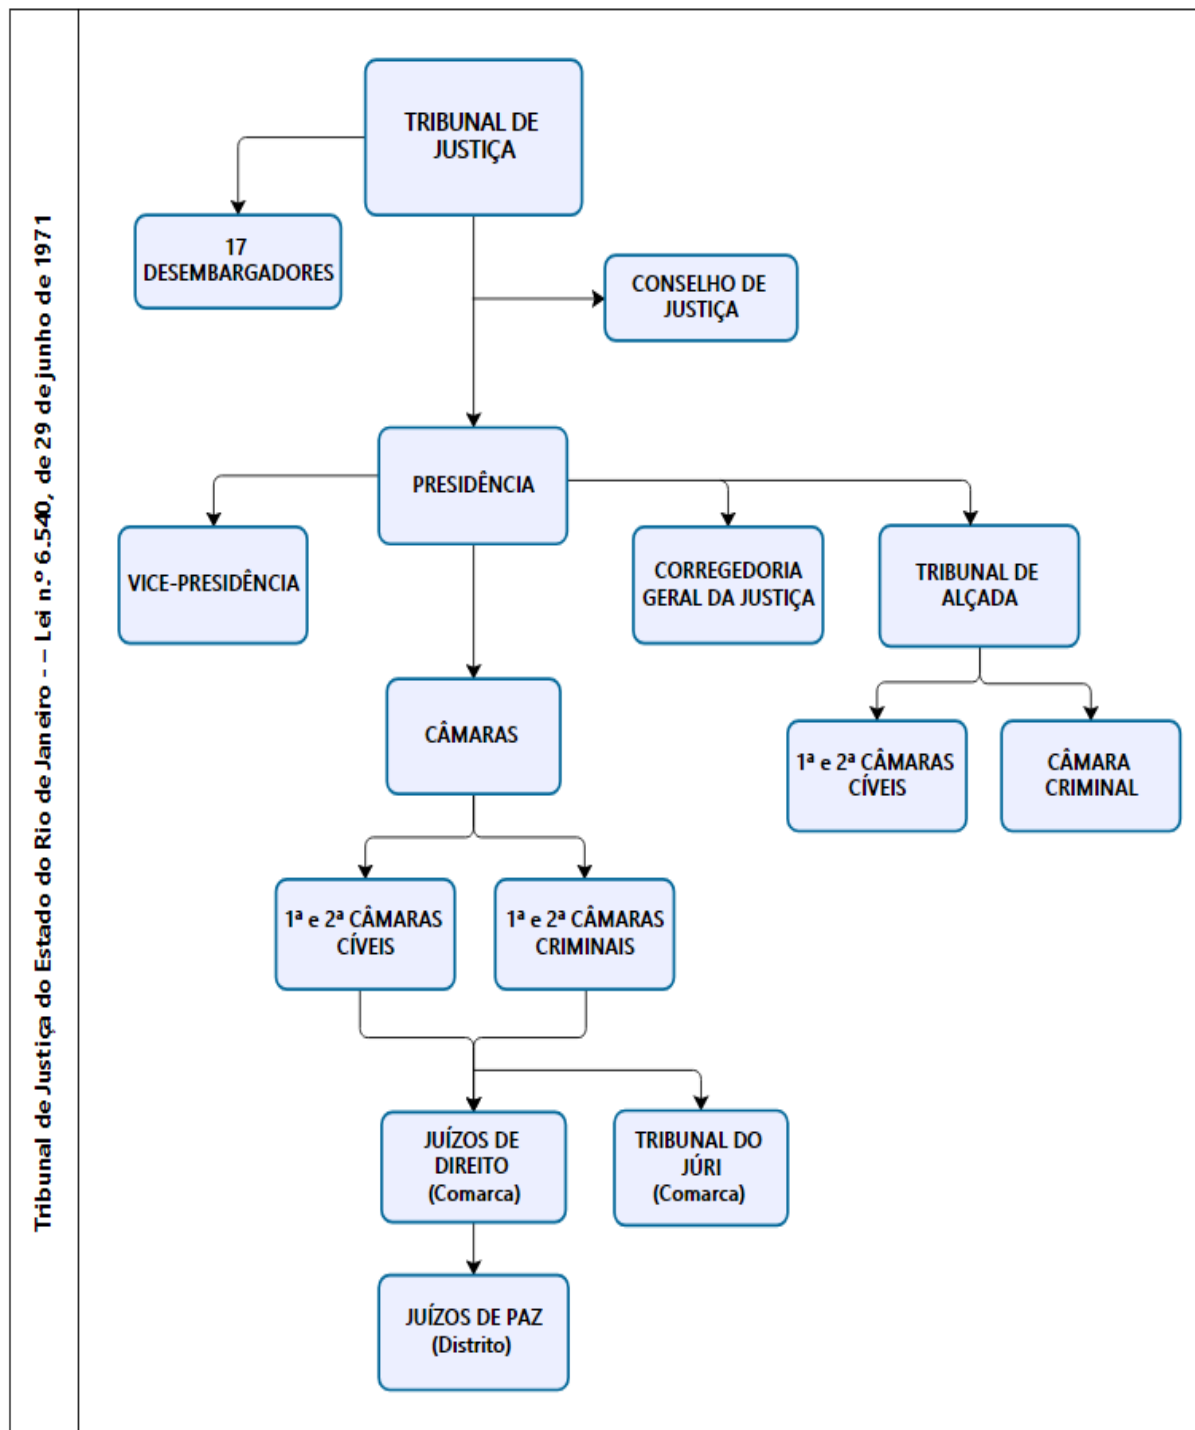 Tribunal de Justiça do Estado do Rio de Janeiro - – Lei n.º 6.540, de 29 de junho de 1971
TRIBUNAL DE
JUSTIÇA
17
DESEMBARGADORES
CONSELHO DE
JUSTIÇA
PRESIDÊNCIA
VICE-PRESIDÊNCIA
CORREGEDORIA
GERAL DA JUSTIÇA
TRIBUNAL DE
ALÇADA
CÂMARAS
1ª e 2ª CÂMARAS
CÍVEIS
CÂMARA
CRIMINAL
1ª e 2ª CÂMARAS
CÍVEIS
1ª e 2ª CÂMARAS
CRIMINAIS
JUÍZOS DE
DIREITO
(Comarca)
TRIBUNAL DO
JÚRI
(Comarca)
JUÍZOS DE PAZ
(Distrito)